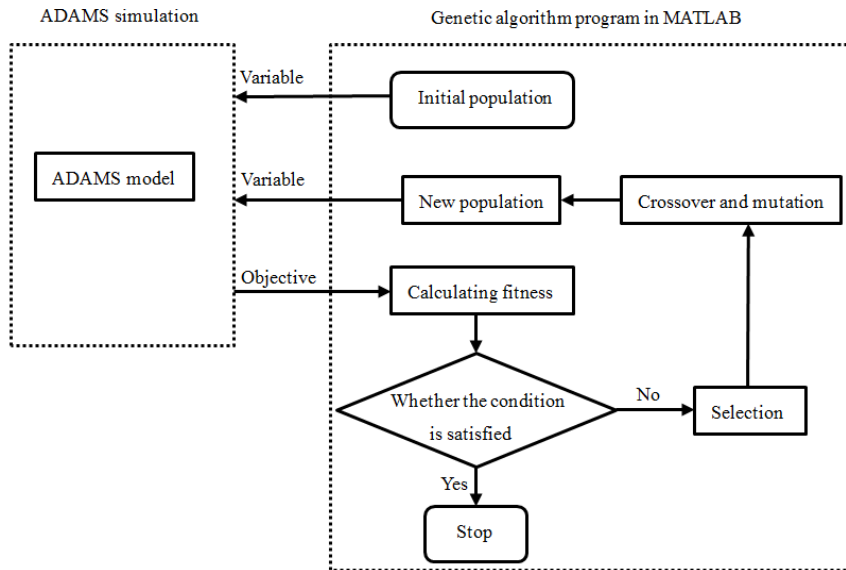 ADAMS simulation
Genetic algorithm program in MATLAB
Variable
Initial population
ADAMS model
Variable
New population
Crossover and mutation
Objective
Calculating fitness
Whether the condition
is satisfied
No
Selection
Yes
Stop